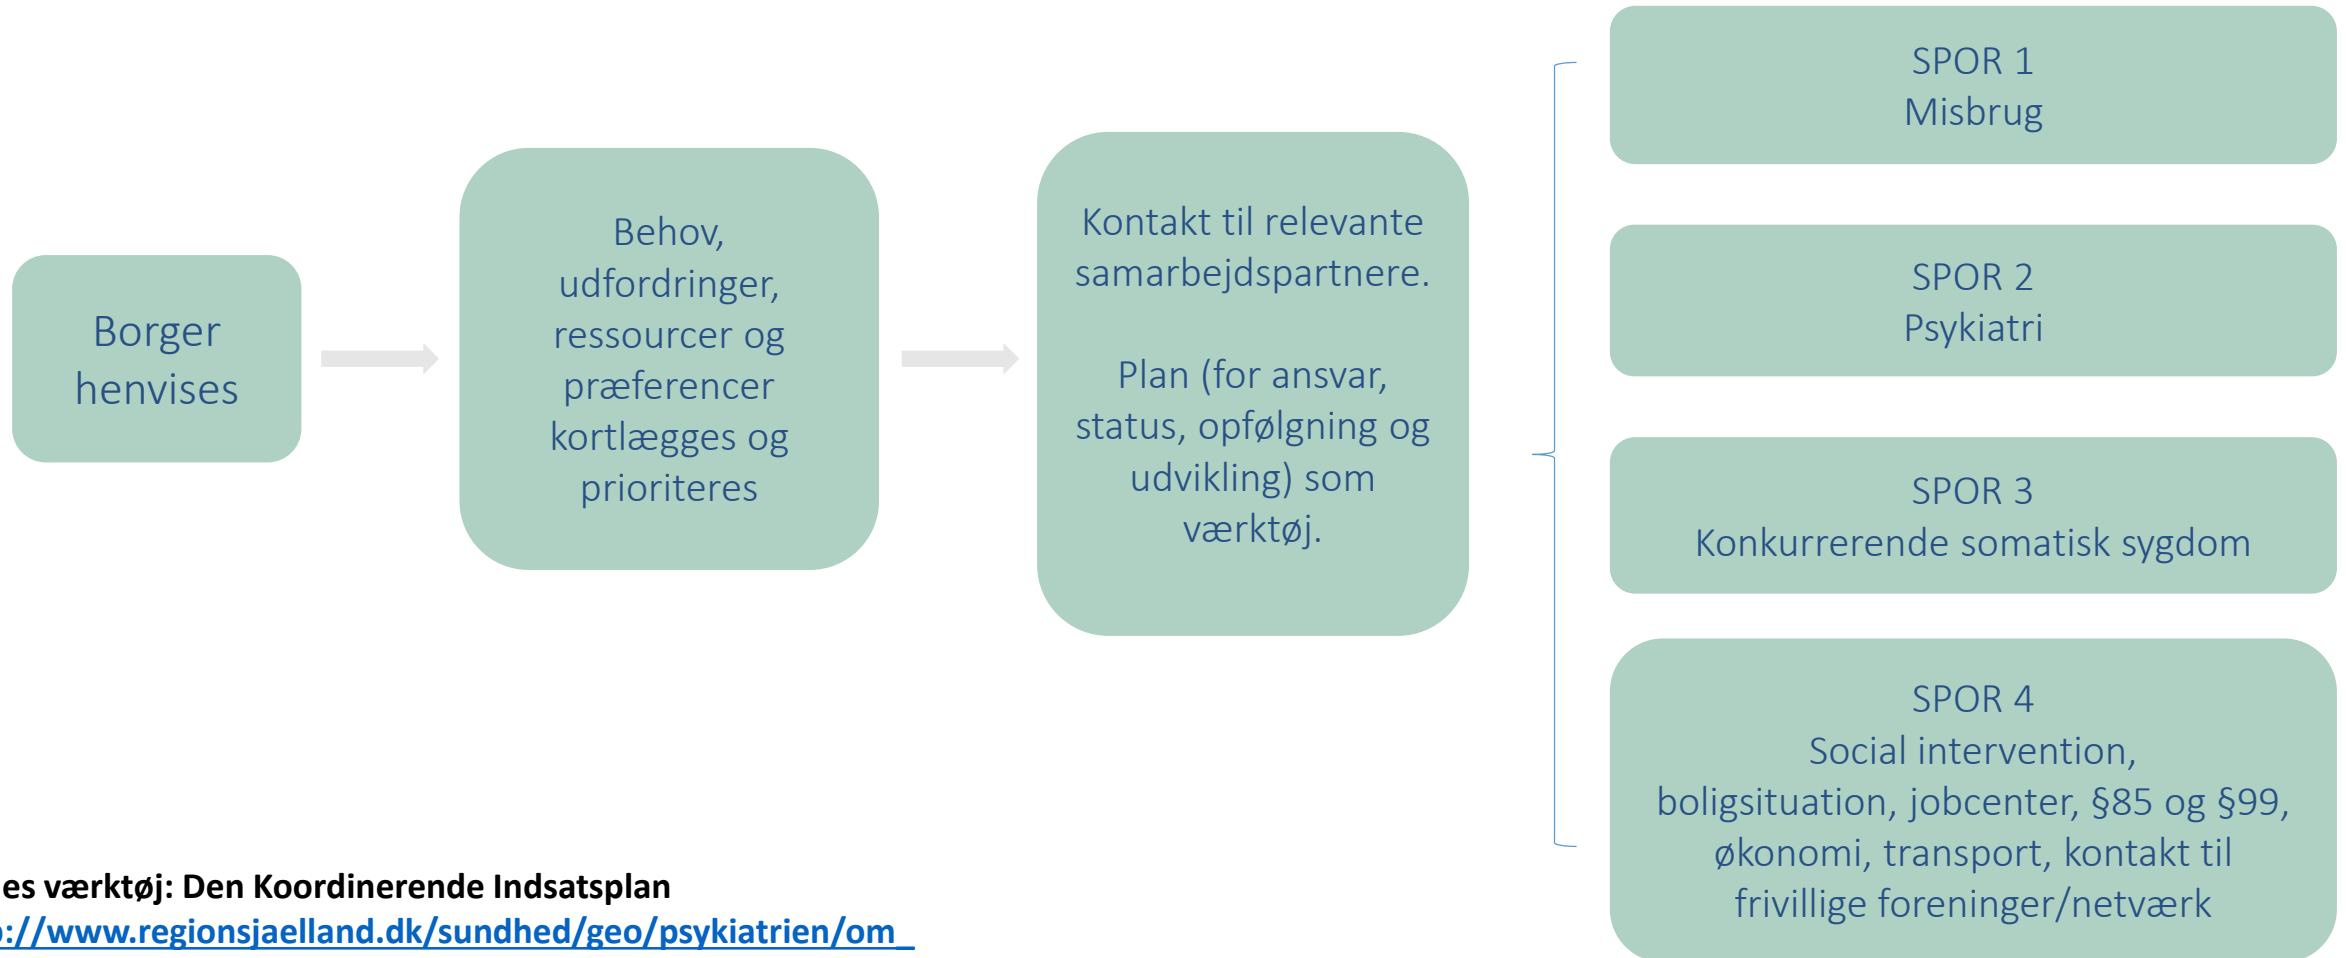 Borger
henvises
Behov,
udfordringer,
ressourcer og
præferencer
kortlægges og
prioriteres
Kontakt til relevante
samarbejdspartnere.
Plan (for ansvar,
status, opfølgning og
udvikling) som
værktøj.
SPOR 1
Misbrug
SPOR 2
Psykiatri
SPOR 3
Konkurrerende somatisk sygdom
SPOR 4
Social intervention,
boligsituation, jobcenter, §85 og §99,
økonomi, transport, kontakt til
frivillige foreninger/netværk
es værktøj: Den Koordinerende Indsatsplan
://www.regionsjaelland.dk/sundhed/geo/psykiatrien/om_